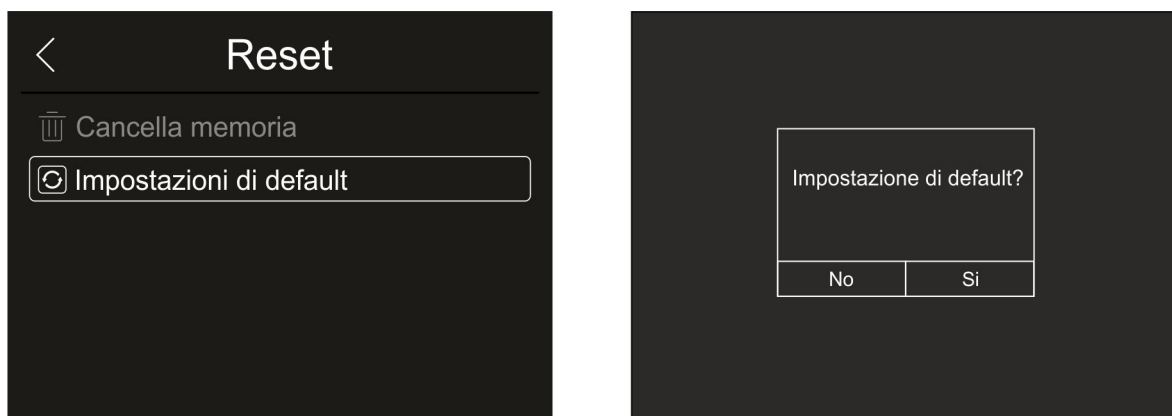 Reset
Cancella memoria
Impostazioni di default
Impostazione di default?
No
Si